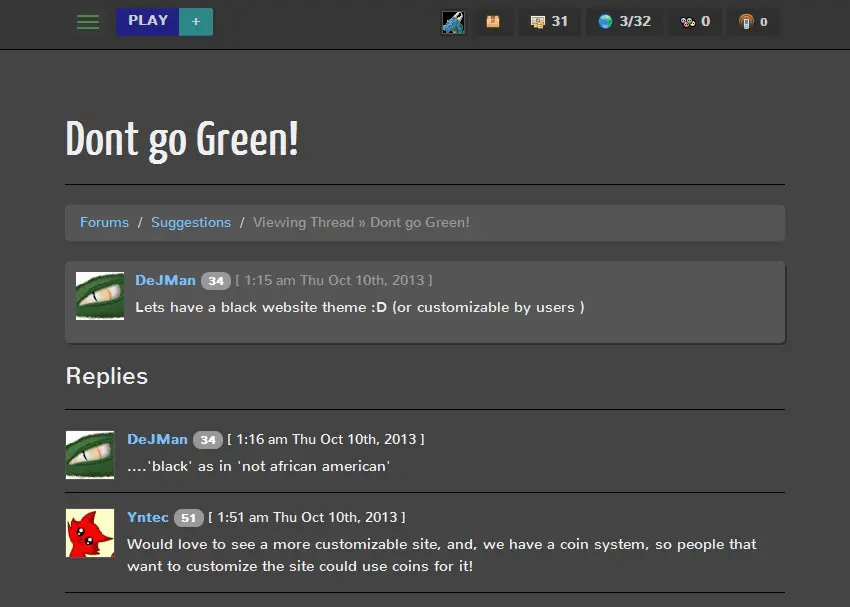 PLAY +
31 3/32 0 0
Dont go Green!
Forums / Suggestions / Viewing Thread » Dont go Green!
DeJMan 34 [ 1:15 am Thu Oct 10th, 2013 ]
Lets have a black website theme :D (or customizable by users )
Replies
DeJMan 34 [ 1:16 am Thu Oct 10th, 2013 ]
....'black' as in 'not african american'
Yntec 51 [ 1:51 am Thu Oct 10th, 2013 ]
Would love to see a more customizable site, and, we have a coin system, so people that
want to customize the site could use coins for it!